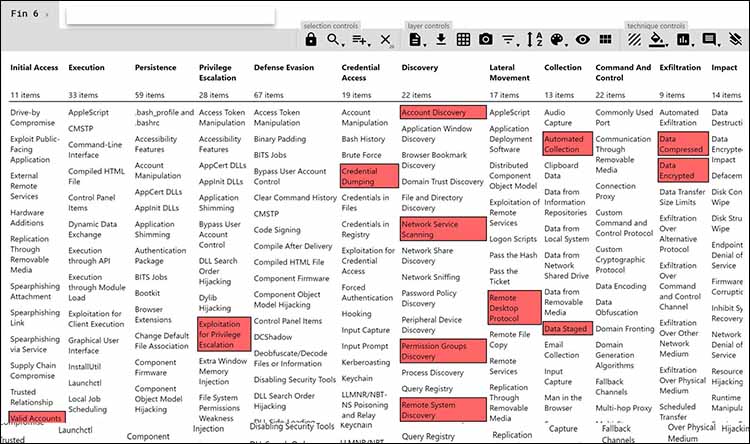 Fin 6
selection controls
layer controls
technique controls
Initial Access
11 items
Drive-by
Compromise
Exploit Public-
Facing
Application
External
Remote
Services
Hardware
Additions
Replication
Through
Removable
Media
Spearphishing
Attachment
Spearphishing
Link
Spearphishing
via Service
Supply Chain
Compromise
Trusted
Relationship
Valid Accounts
Execution
33 items
AppleScript
CMSTP
Command-Line
Interface
Compiled HTML
File
Control Panel
Items
Dynamic Data
Exchange
Execution
through API
Execution
through Module
Load
Exploitation for
Client Execution
Graphical User
Interface
InstallUtil
Launchctl
Local Job
Scheduling
Persistence
59 items
.bash_profile and
.bashrc
Accessibility
Features
Account
Manipulation
AppCert DLLs
AppInit DLLs
Application
Shimming
Authentication
Package
BITS Jobs
Bootkit
Browser
Extensions
Change Default
File Association
Component
Firmware
Component
Object Model
Hijacking
Privilege
Escalation
28 items
Access Token
Manipulation
Accessibility
Features
AppCert DLLs
AppInit DLLs
Application
Shimming
Bypass User
Account
Control
DLL Search
Order
Hijacking
Dylib
Hijacking
Exploitation
for Privilege
Escalation
Extra Window
Memory
Injection
File System
Permissions
Weakness
Defense Evasion
67 items
Access Token
Manipulation
Binary Padding
BITS Jobs
Bypass User Account
Control
Clear Command History
CMSTP
Code Signing
Compile After Delivery
Compiled HTML File
Component Firmware
Component Object
Model Hijacking
Control Panel Items
DCShadow
Deobfuscate/Decode
Files or Information
Disabling Security Tools
DLL Search Order
Hijacking
DLL Side-Loading
Credential
Access
19 items
Account
Manipulation
Bash History
Brute Force
Credential
Dumping
Credentials in
Files
Credentials in
Registry
Exploitation for
Credential
Access
Forced
Authentication
Hooking
Input Capture
Input Prompt
Kerberoasting
Keychain
LLMNR/NBT-
NS Poisoning
and Relay
Discovery
22 items
Account Discovery
Application Window
Discovery
Browser Bookmark
Discovery
Domain Trust Discovery
File and Directory
Discovery
Network Service
Scanning
Network Share
Discovery
Network Sniffing
Password Policy
Discovery
Peripheral Device
Discovery
Permission Groups
Discovery
Process Discovery
Query Registry
Remote System
Discovery
Lateral
Movement
17 items
AppleScript
Application
Deployment
Software
Distributed
Component
Object Model
Exploitation of
Remote
Services
Logon Scripts
Pass the Hash
Pass the
Ticket
Remote
Desktop
Protocol
Remote File
Copy
Remote
Services
Replication
Through
Removable
Media
Collection
13 items
Audio
Capture
Automated
Collection
Clipboard
Data
Data from
Information
Repositories
Data from
Local System
Data from
Network
Shared Drive
Data from
Removable
Media
Data Staged
Email
Collection
Input
Capture
Man in the
Browser
Command And
Control
22 items
Commonly Used
Port
Communication
Through
Removable Media
Connection
Proxy
Custom
Command and
Control Protocol
Custom
Cryptographic
Protocol
Data Encoding
Data
Obfuscation
Domain Fronting
Domain
Generation
Algorithms
Fallback
Channels
Multi-hop Proxy
Exfiltration
9 items
Automated
Exfiltration
Data
Compressed
Data
Encrypted
Data Transfer
Size Limits
Exfiltration
Over
Alternative
Protocol
Exfiltration
Over
Command and
Control
Channel
Exfiltration
Over Other
Network
Medium
Exfiltration
Over Physical
Medium
Scheduled
Transfer
Impact
14 items
Data
Destructi
Data
Encrypte
Impact
Defacem
Disk Con
Wipe
Disk Str
Wipe
Endpoint
Denial of
Service
Firmware
Corruptio
Inhibit Sy
Recovery
Network
Denial of
Service
Runtime
Manipula
Trusted
Launchctl
Component
Injection
Disabling Security Tools
LLMNR/NBT-
Query Registry
Replication
Capture
Man in the
Fallback
Channels
Over Physical
Medium
Hijackin